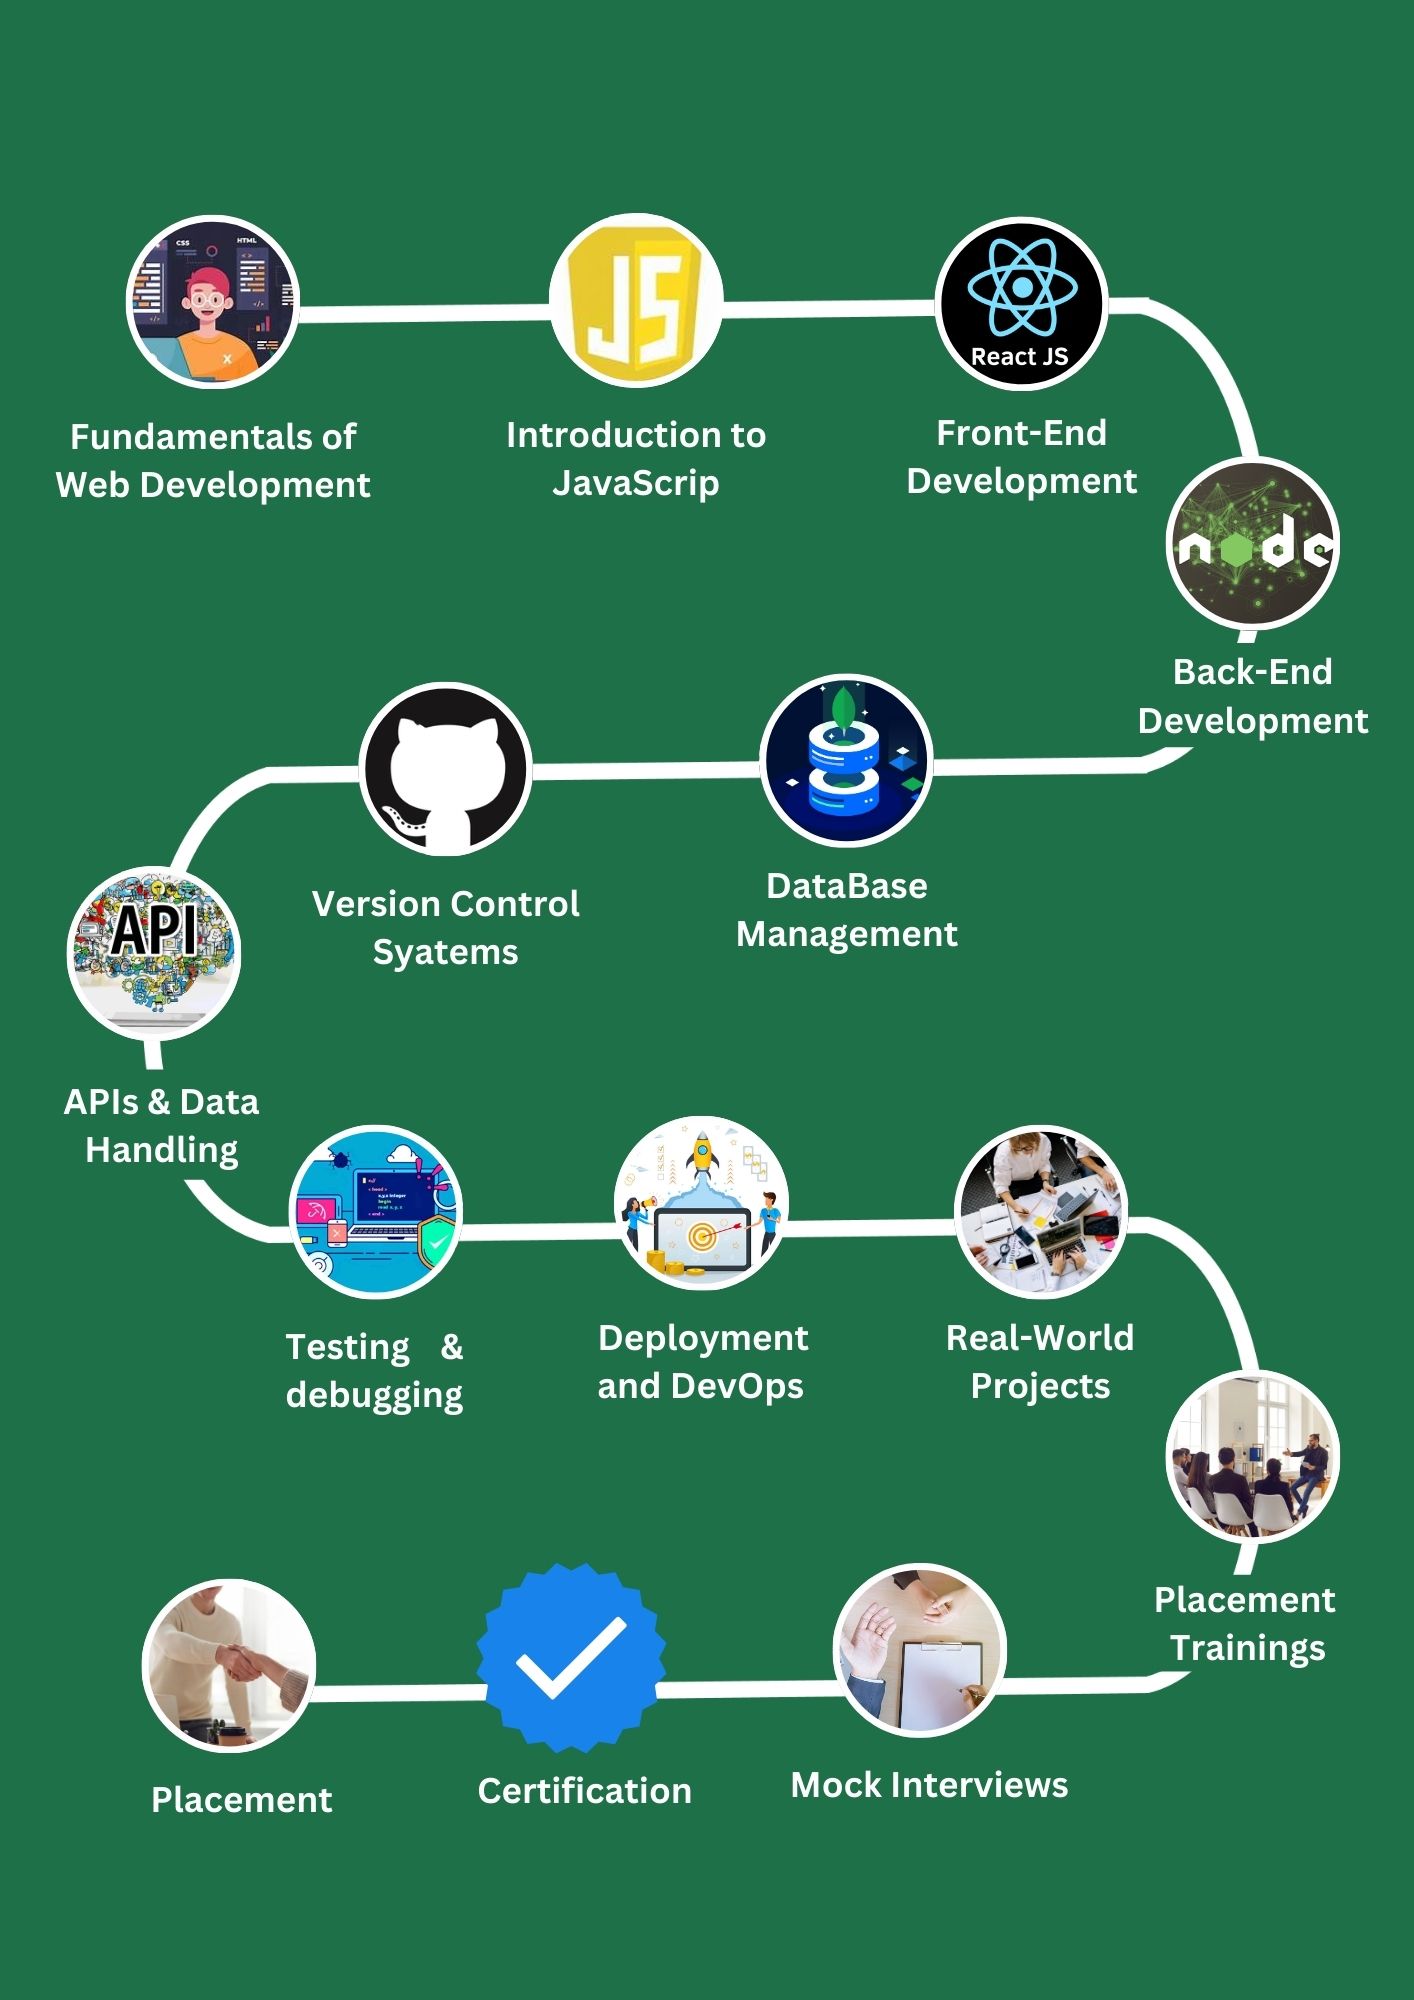 CSS
HTML
JS
React JS
Fundamentals of
Web Development
Introduction to
JavaScrip
Front-End
Development
node
Back-End
Development
DataBase
Management
Version Control
Syatems
API
APIs & Data
Handling
Testing &
debugging
Deployment
and DevOps
Real-World
Projects
Placement
Trainings
Mock Interviews
Certification
Placement